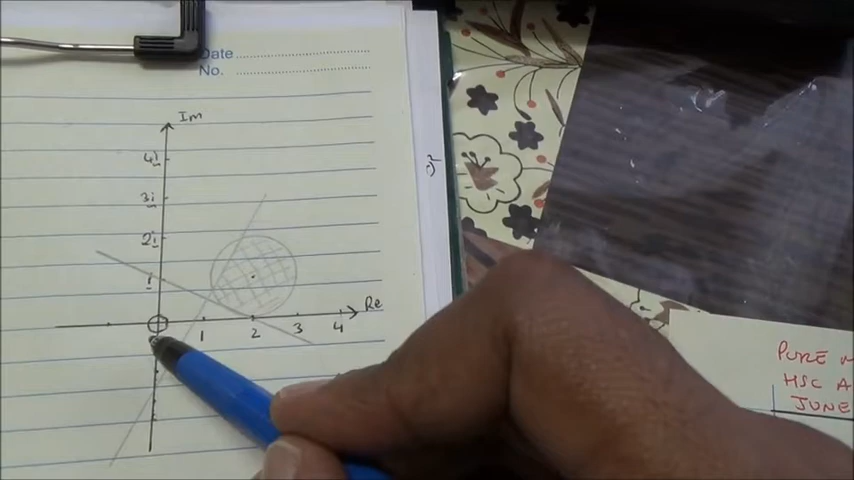 Date
No.
Im
4i
3i
2i
i
Re
1 2 3 4
PURE M
HSC A
JUNE